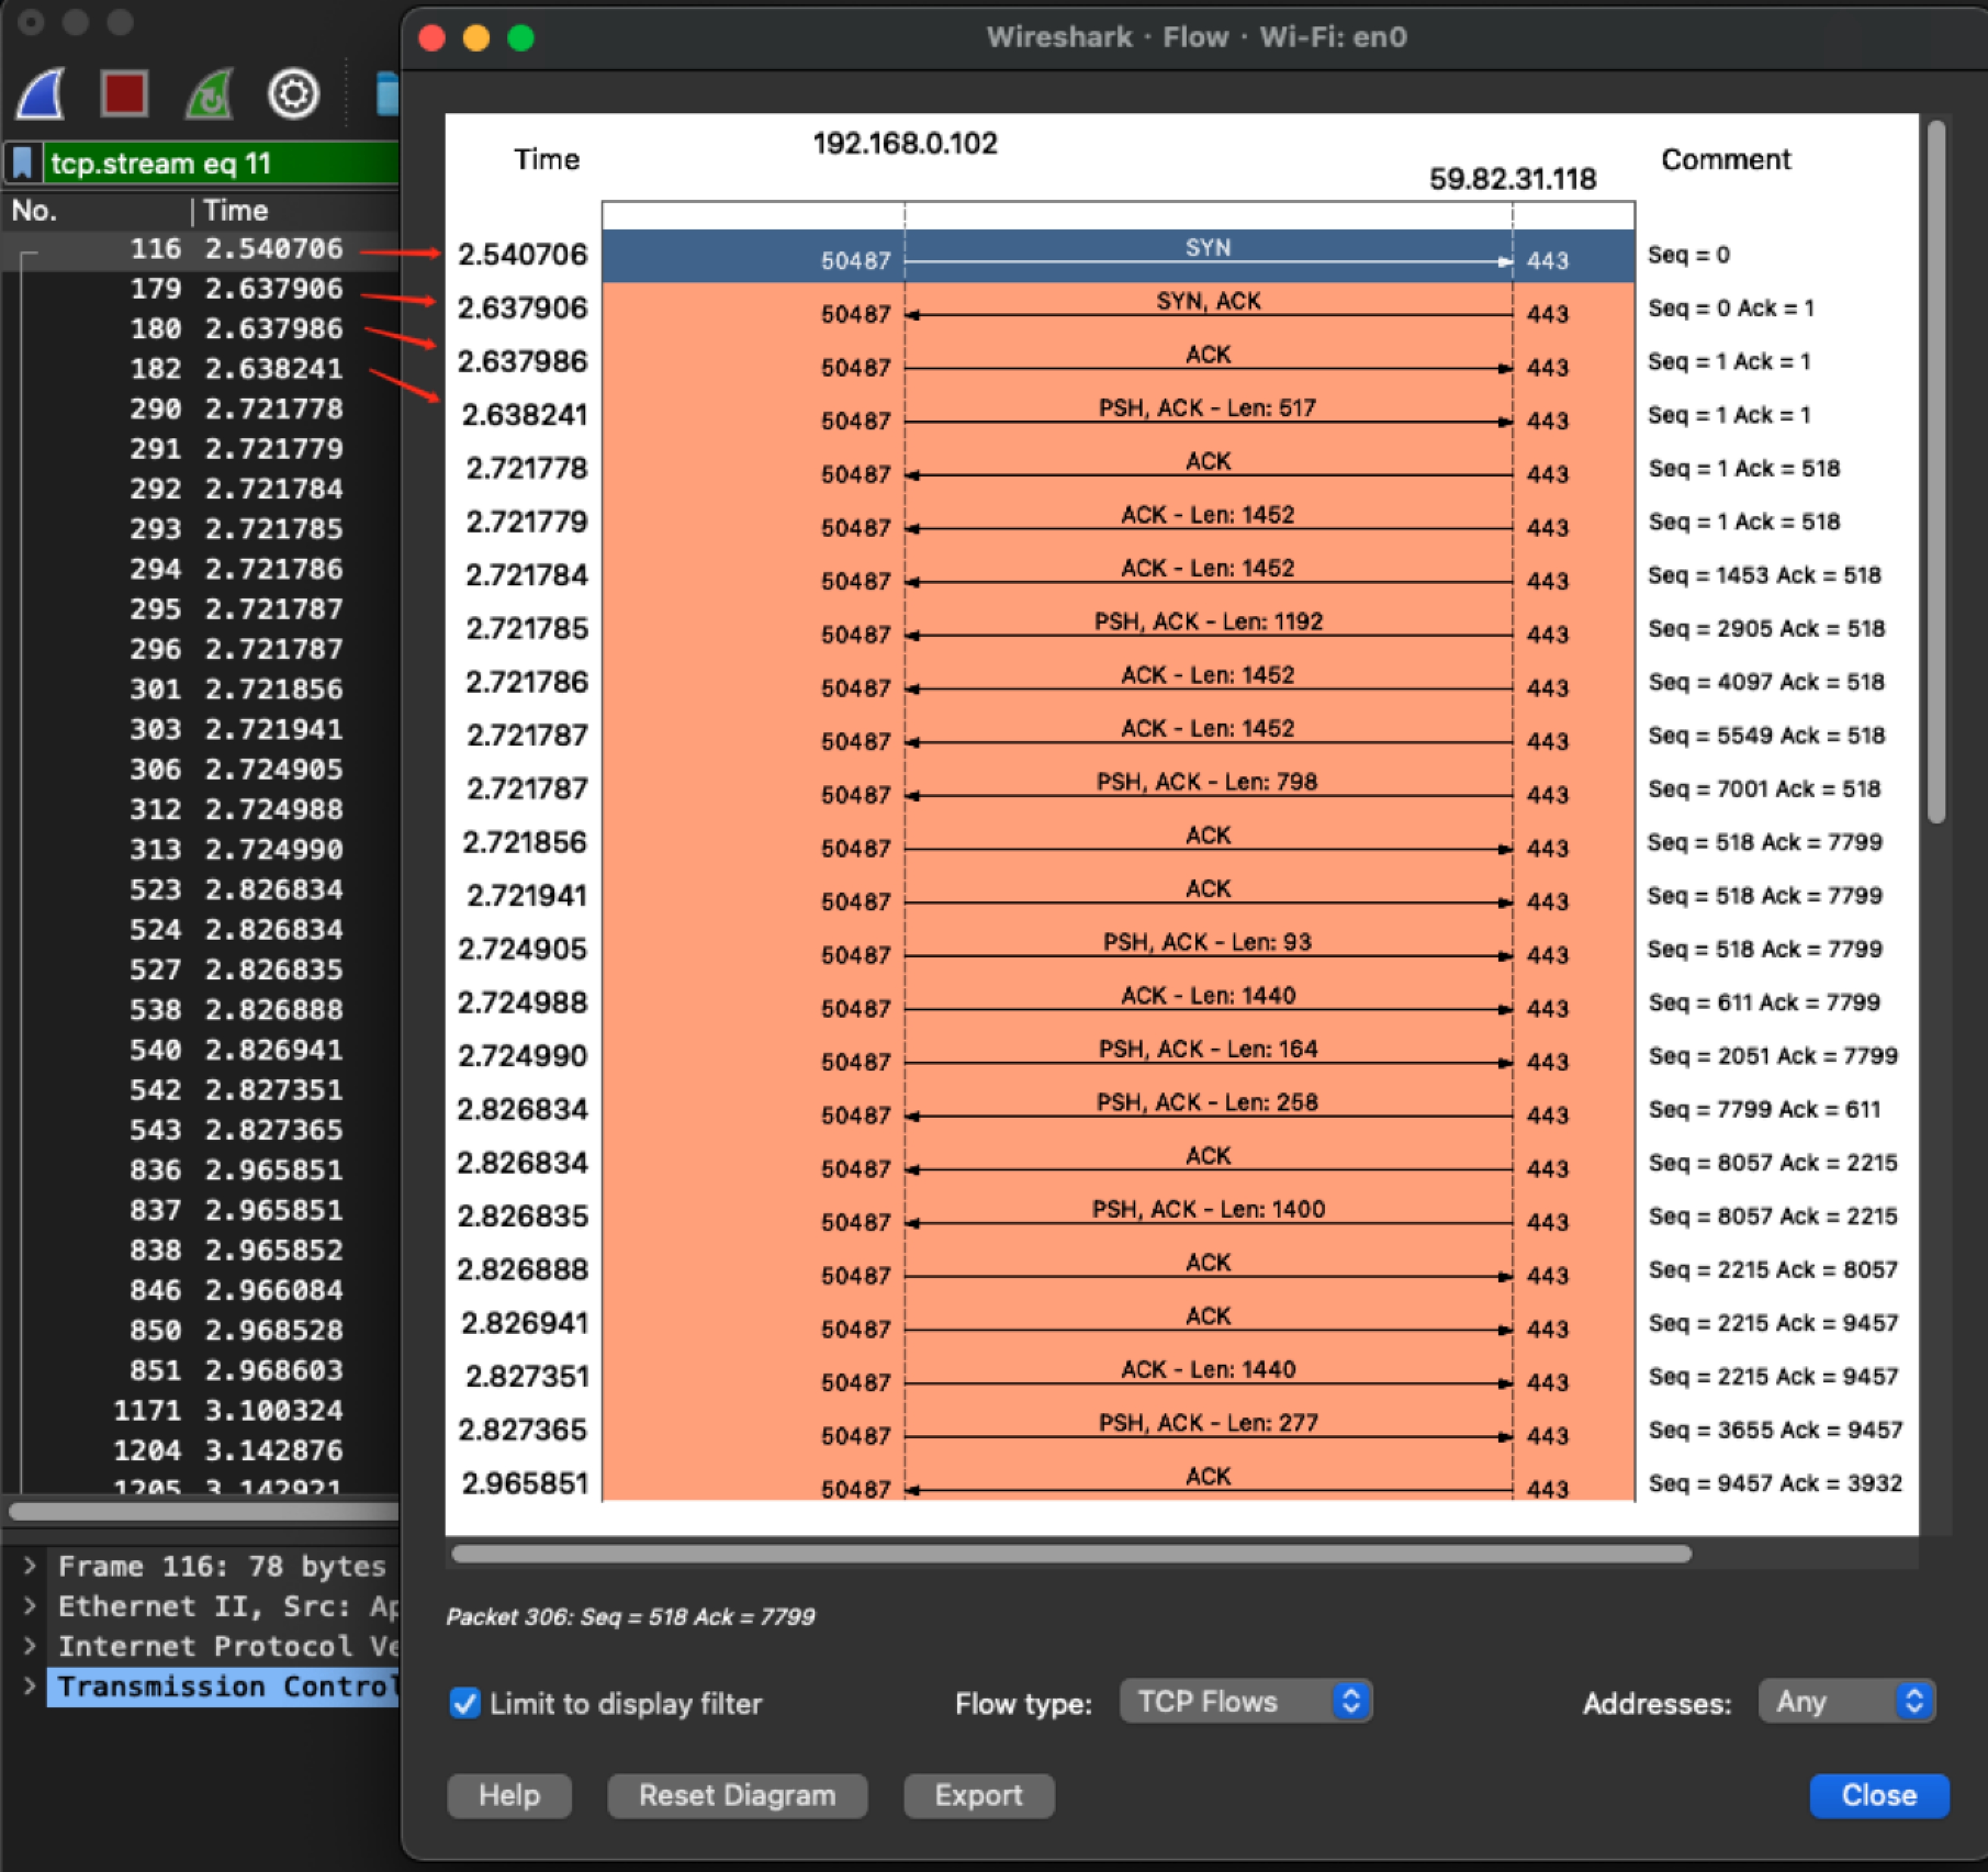 Wireshark · Flow · Wi-Fi: en0
tcp.stream eq 11
No. Time
116 2.540706
179 2.637906
180 2.637986
182 2.638241
290 2.721778
291 2.721779
292 2.721784
293 2.721785
294 2.721786
295 2.721787
296 2.721787
301 2.721856
303 2.721941
306 2.724905
312 2.724988
313 2.724990
523 2.826834
524 2.826834
527 2.826835
538 2.826888
540 2.826941
542 2.827351
543 2.827365
836 2.965851
837 2.965851
838 2.965852
846 2.966084
850 2.968528
851 2.968603
1171 3.100324
1204 3.142876
1205 3.142921
Frame 116: 78 bytes
Ethernet II, Src: Ap
Internet Protocol Ve
Transmission Control
Time 192.168.0.102 59.82.31.118 Comment
2.540706 50487 SYN 443 Seq = 0
2.637906 50487 SYN, ACK 443 Seq = 0 Ack = 1
2.637986 50487 ACK 443 Seq = 1 Ack = 1
2.638241 50487 PSH, ACK - Len: 517 443 Seq = 1 Ack = 1
2.721778 50487 ACK 443 Seq = 1 Ack = 518
2.721779 50487 ACK - Len: 1452 443 Seq = 1 Ack = 518
2.721784 50487 ACK - Len: 1452 443 Seq = 1453 Ack = 518
2.721785 50487 PSH, ACK - Len: 1192 443 Seq = 2905 Ack = 518
2.721786 50487 ACK - Len: 1452 443 Seq = 4097 Ack = 518
2.721787 50487 ACK - Len: 1452 443 Seq = 5549 Ack = 518
2.721787 50487 PSH, ACK - Len: 798 443 Seq = 7001 Ack = 518
2.721856 50487 ACK 443 Seq = 518 Ack = 7799
2.721941 50487 ACK 443 Seq = 518 Ack = 7799
2.724905 50487 PSH, ACK - Len: 93 443 Seq = 518 Ack = 7799
2.724988 50487 ACK - Len: 1440 443 Seq = 611 Ack = 7799
2.724990 50487 PSH, ACK - Len: 164 443 Seq = 2051 Ack = 7799
2.826834 50487 PSH, ACK - Len: 258 443 Seq = 7799 Ack = 611
2.826834 50487 ACK 443 Seq = 8057 Ack = 2215
2.826835 50487 PSH, ACK - Len: 1400 443 Seq = 8057 Ack = 2215
2.826888 50487 ACK 443 Seq = 2215 Ack = 8057
2.826941 50487 ACK 443 Seq = 2215 Ack = 9457
2.827351 50487 ACK - Len: 1440 443 Seq = 2215 Ack = 9457
2.827365 50487 PSH, ACK - Len: 277 443 Seq = 3655 Ack = 9457
2.965851 50487 ACK 443 Seq = 9457 Ack = 3932
Packet 306: Seq = 518 Ack = 7799
Limit to display filter Flow type: TCP Flows Addresses: Any
Help Reset Diagram Export Close